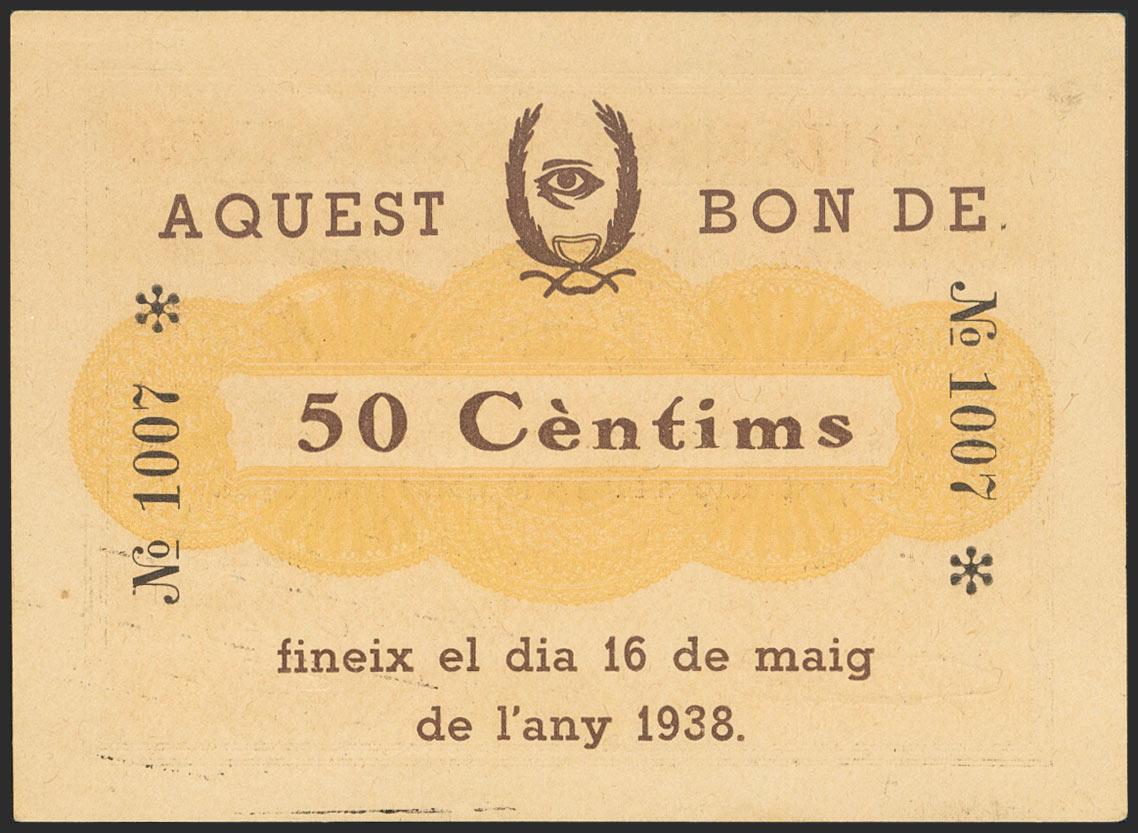 AQUEST BON DE
№ 1007 *
50 Cèntims
№ 1007 *
fineix el dia 16 de maig
de l'any 1938.